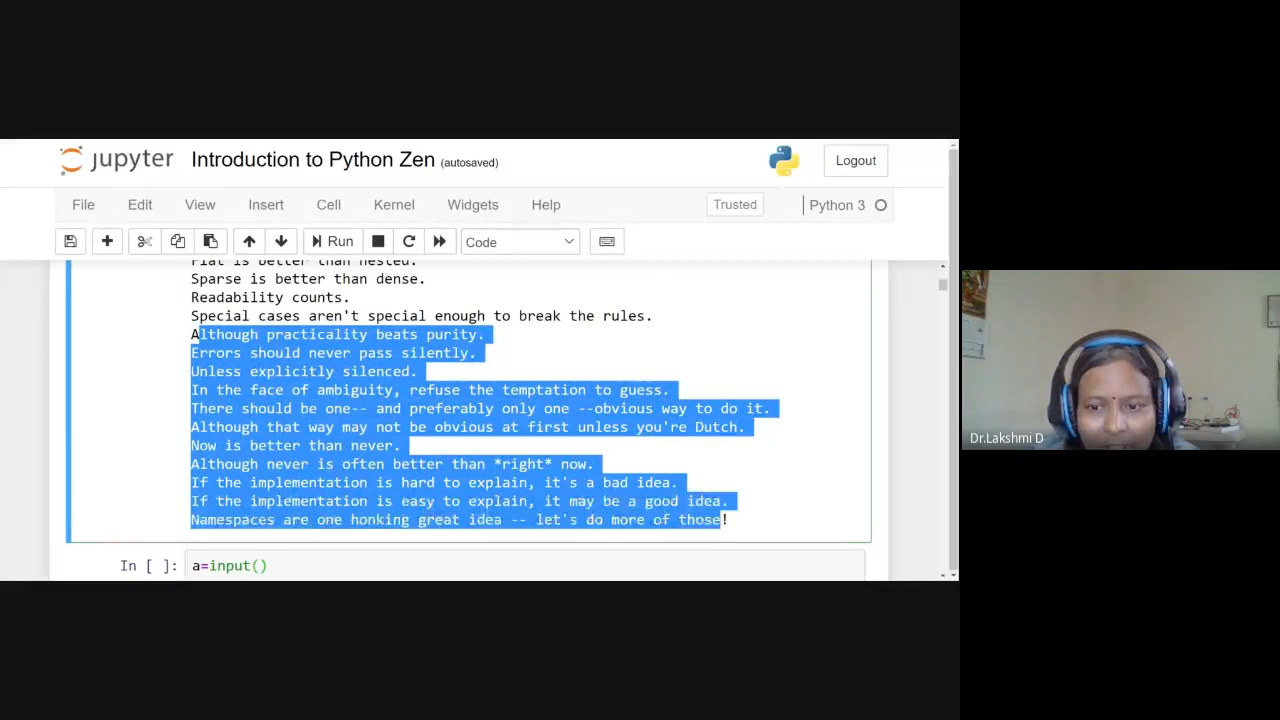 jupyter Introduction to Python Zen (autosaved) Logout
File Edit View Insert Cell Kernel Widgets Help Trusted Python 3
Run Code
Flat is better than nested.
Sparse is better than dense.
Readability counts.
Special cases aren't special enough to break the rules.
Although practicality beats purity.
Errors should never pass silently.
Unless explicitly silenced.
In the face of ambiguity, refuse the temptation to guess.
There should be one-- and preferably only one --obvious way to do it.
Although that way may not be obvious at first unless you're Dutch.
Now is better than never.
Although never is often better than *right* now.
If the implementation is hard to explain, it's a bad idea.
If the implementation is easy to explain, it may be a good idea.
Namespaces are one honking great idea -- let's do more of those!
In [ ]: a=input()
Dr.Lakshmi D